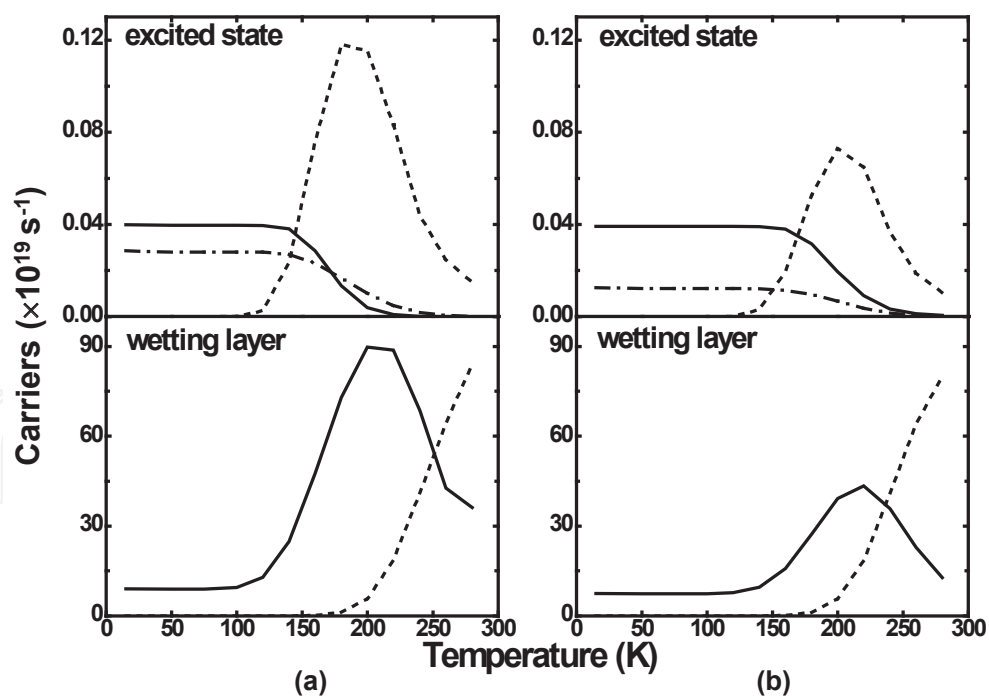 excited state
0.12
0.08
0.04
0.00
wetting layer
90
60
30
0
0 50 100 150 200 250 300
(a)
excited state
0.12
0.08
0.04
0.00
wetting layer
90
60
30
0
0 50 100 150 200 250 300
(b)
Carriers (×10¹⁹ s⁻¹)
Temperature (K)